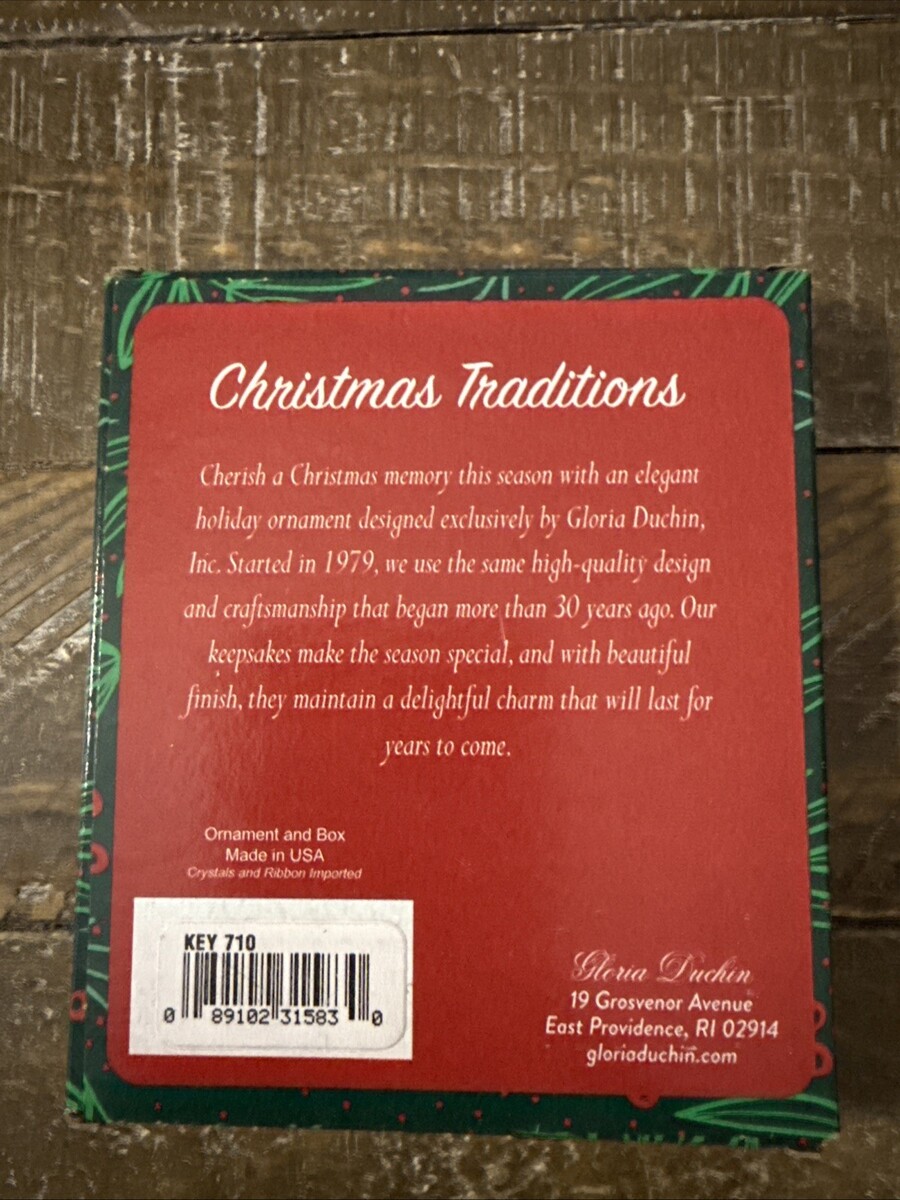 Christmas Traditions
Cherish a Christmas memory this season with an elegant
holiday ornament designed exclusively by Gloria Duchin,
Inc. Started in 1979, we use the same high-quality design
and craftsmanship that began more than 30 years ago. Our
keepsakes make the season special, and with beautiful
finish, they maintain a delightful charm that will last for
years to come.
Ornament and Box
Made in USA
Crystals and Ribbon Imported
KEY 710
0 89102 31583 0
Gloria Duchin
19 Grosvenor Avenue
East Providence, RI 02914
gloriaduchin.com